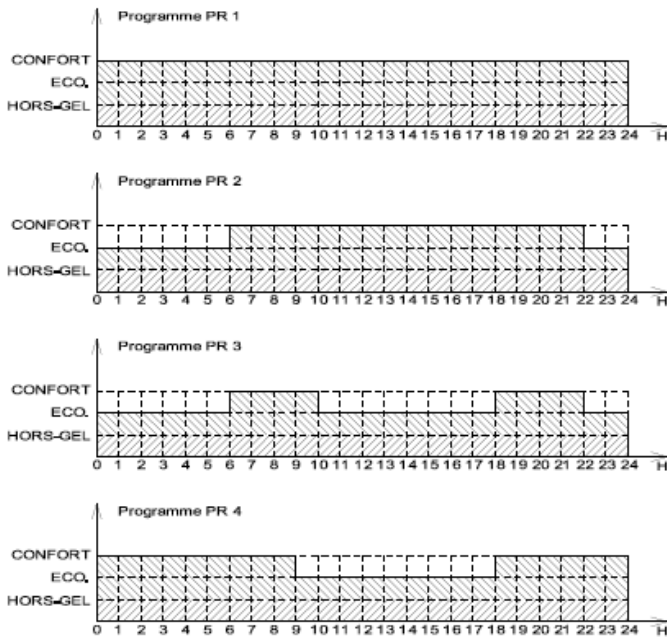 Programme PR 1
CONFORT
ECO.
HORS-GEL
0 1 2 3 4 5 6 7 8 9 10 11 12 13 14 15 16 17 18 19 20 21 22 23 24 H
Programme PR 2
CONFORT
ECO.
HORS-GEL
0 1 2 3 4 5 6 7 8 9 10 11 12 13 14 15 16 17 18 19 20 21 22 23 24 H
Programme PR 3
CONFORT
ECO.
HORS-GEL
0 1 2 3 4 5 6 7 8 9 10 11 12 13 14 15 16 17 18 19 20 21 22 23 24 H
Programme PR 4
CONFORT
ECO.
HORS-GEL
0 1 2 3 4 5 6 7 8 9 10 11 12 13 14 15 16 17 18 19 20 21 22 23 24 H